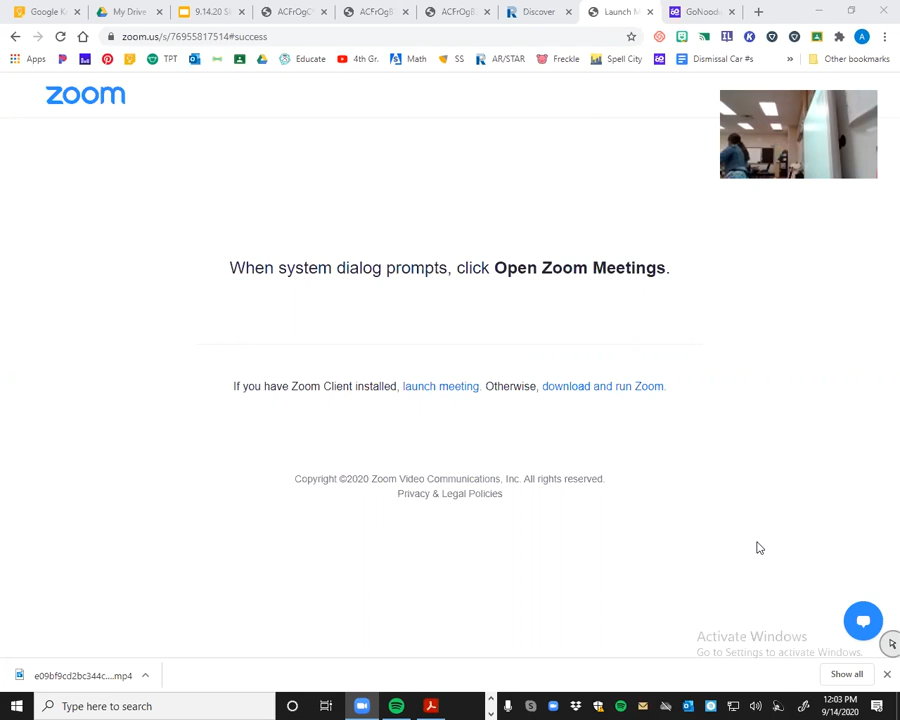 Google K
My Drive
9.14.20 S
ACFrOgC
ACFrOgB
ACFrOgB
Discover
Launch M
GoNood
zoom.us/s/76955817514#success
Apps
TPT
Educate
4th Gr.
Math
SS
AR/STAR
Freckle
Spell City
Dismissal Car #s
»
Other bookmarks
zoom
When system dialog prompts, click Open Zoom Meetings.
If you have Zoom Client installed, launch meeting. Otherwise, download and run Zoom.
Copyright ©2020 Zoom Video Communications, Inc. All rights reserved.
Privacy & Legal Policies
Activate Windows
Go to Settings to activate Windows.
e09bf9cd2bc344c....mp4
Show all
Type here to search
12:03 PM
9/14/2020